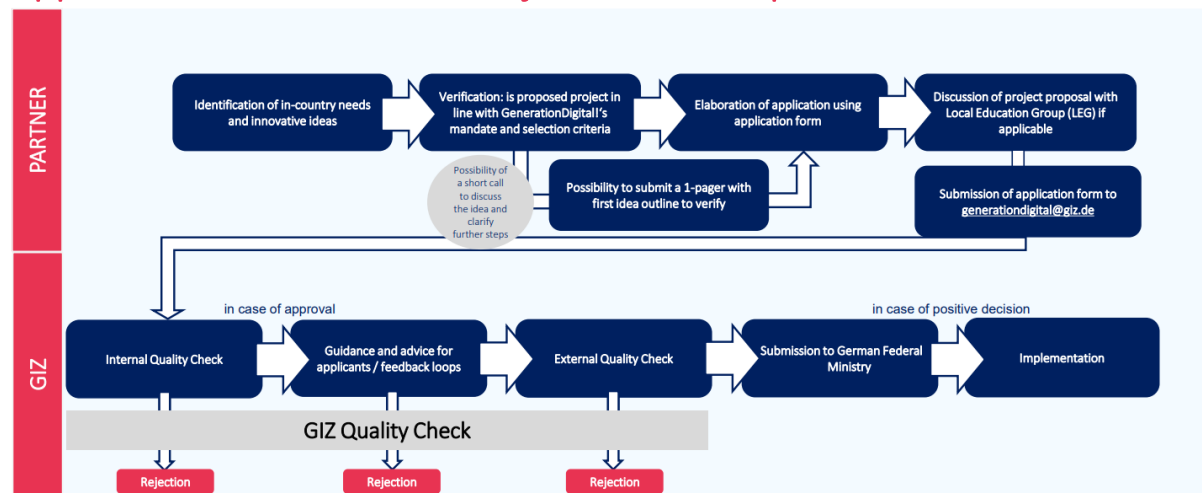 PARTNER
Identification of in-country needs
and innovative ideas
Verification: is proposed project in
line with GenerationDigital!'s
mandate and selection criteria
Elaboration of application using
application form
Discussion of project proposal with
Local Education Group (LEG) if
applicable
Possibility of
a short call
to discuss
the idea and
clarify
further steps
Possibility to submit a 1-pager with
first idea outline to verify
Submission of application form to
generationdigital@giz.de
GIZ
in case of approval
in case of positive decision
Internal Quality Check
Guidance and advice for
applicants / feedback loops
External Quality Check
Submission to German Federal
Ministry
Implementation
GIZ Quality Check
Rejection
Rejection
Rejection